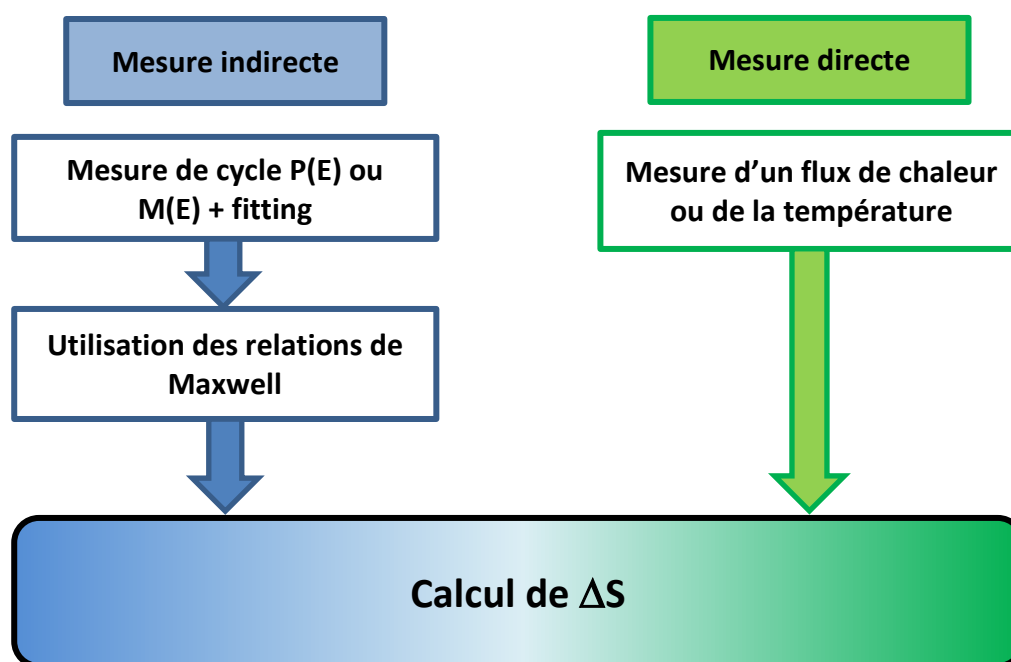 Mesure indirecte
Mesure de cycle P(E) ou
M(E) + fitting
Utilisation des relations de
Maxwell
Mesure directe
Mesure d’un flux de chaleur
ou de la température
Calcul de ΔS